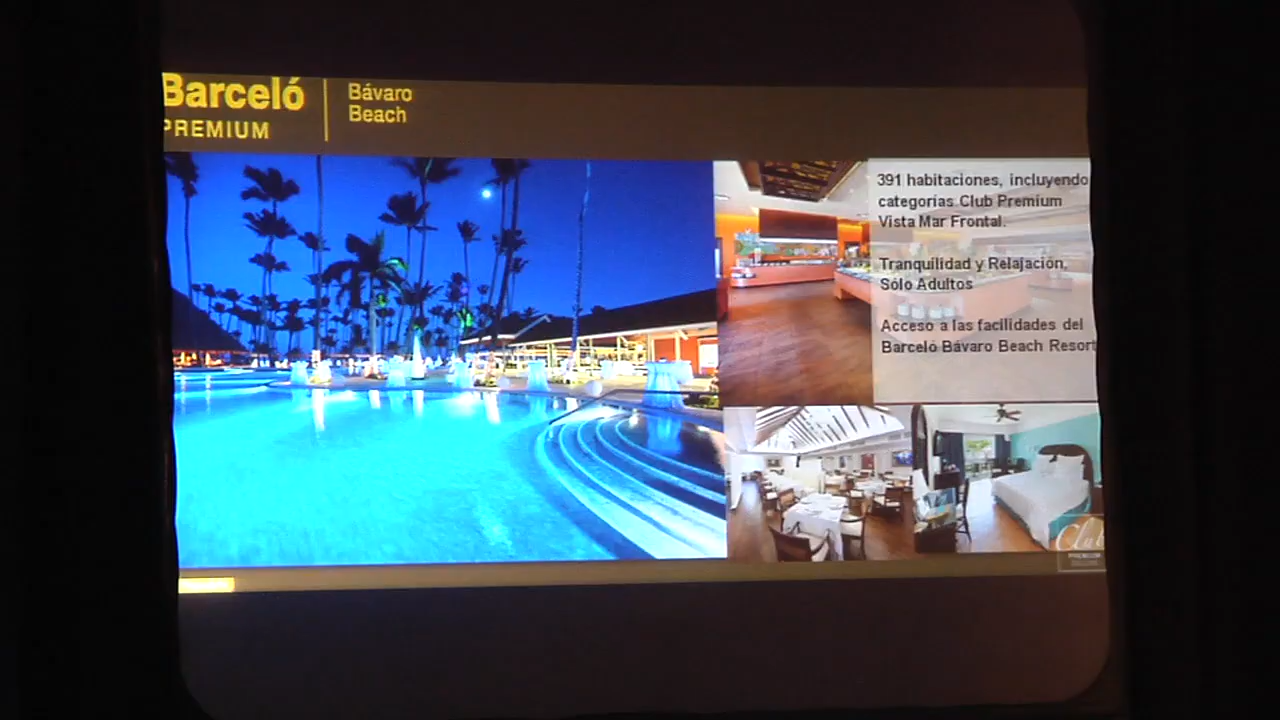 Barceló
PREMIUM
Bávaro
Beach
391 habitaciones, incluyendo
categorías Club Premium
Vista Mar Frontal.
Tranquilidad y Relajación,
Sólo Adultos
Acceso a las facilidades del
Barceló Bávaro Beach Resort
Club
PREMIUM